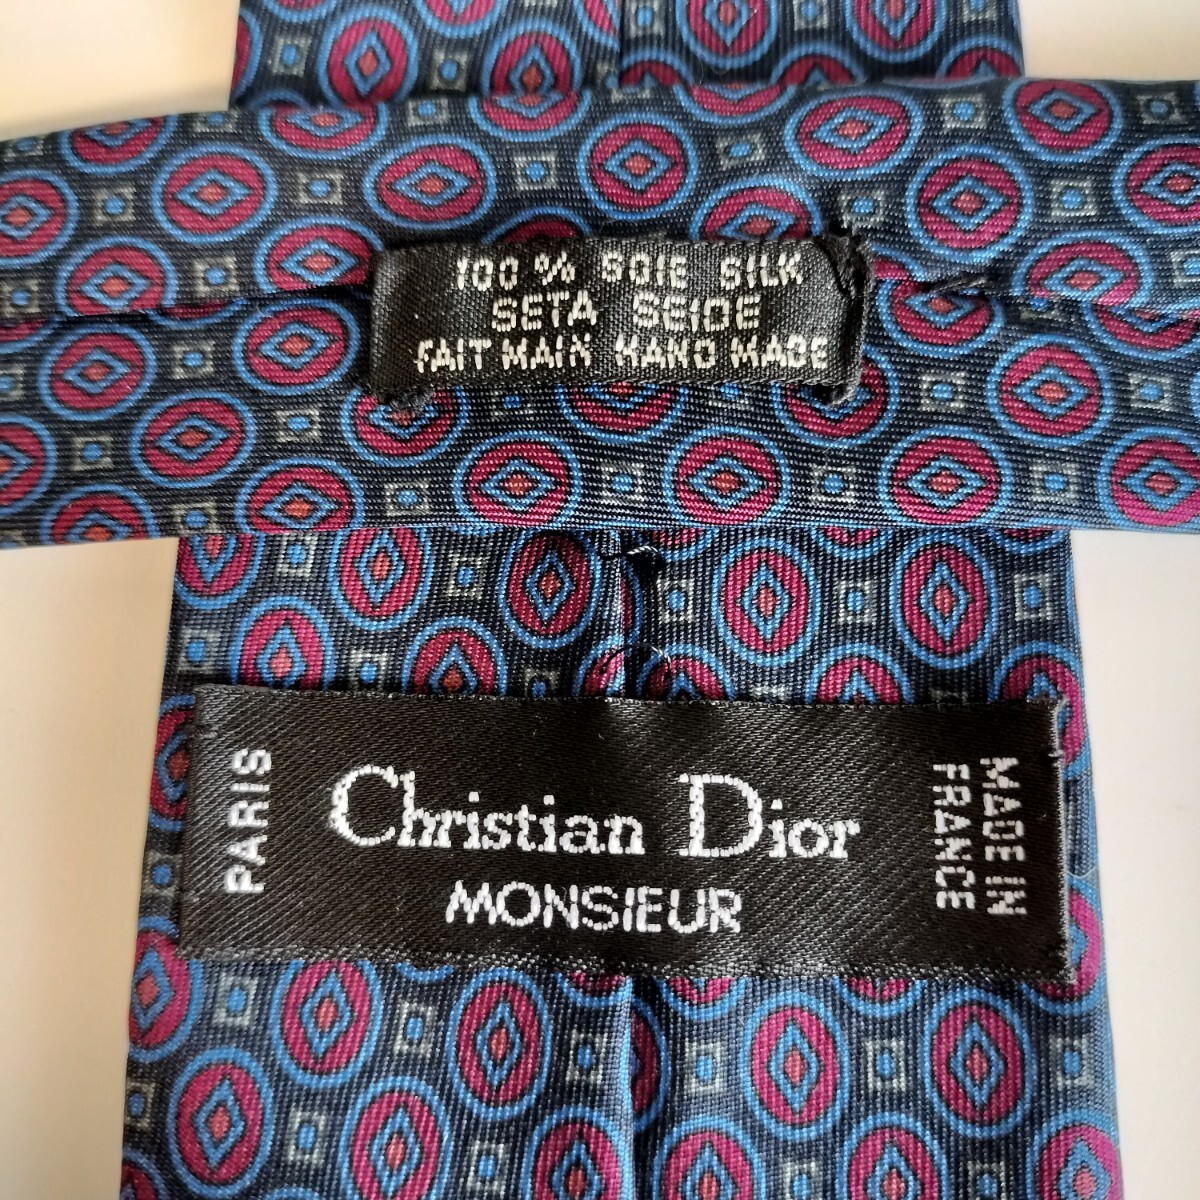 100 % SOIE SILK
SETA SEIDE
FAIT MAIN HAND MADE
PARIS
Christian Dior
MONSIEUR
MADE IN
FRANCE